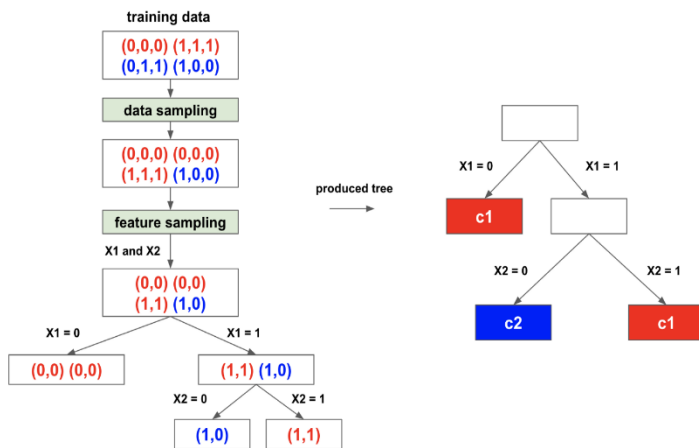 training data
(0,0,0) (1,1,1)
(0,1,1) (1,0,0)
data sampling
(0,0,0) (0,0,0)
(1,1,1) (1,0,0)
feature sampling
X1 and X2
(0,0) (0,0)
(1,1) (1,0)
X1 = 0
X1 = 1
(0,0) (0,0)
(1,1) (1,0)
X2 = 0
X2 = 1
(1,0)
(1,1)
produced tree
X1 = 0
X1 = 1
c1
X2 = 0
X2 = 1
c2
c1